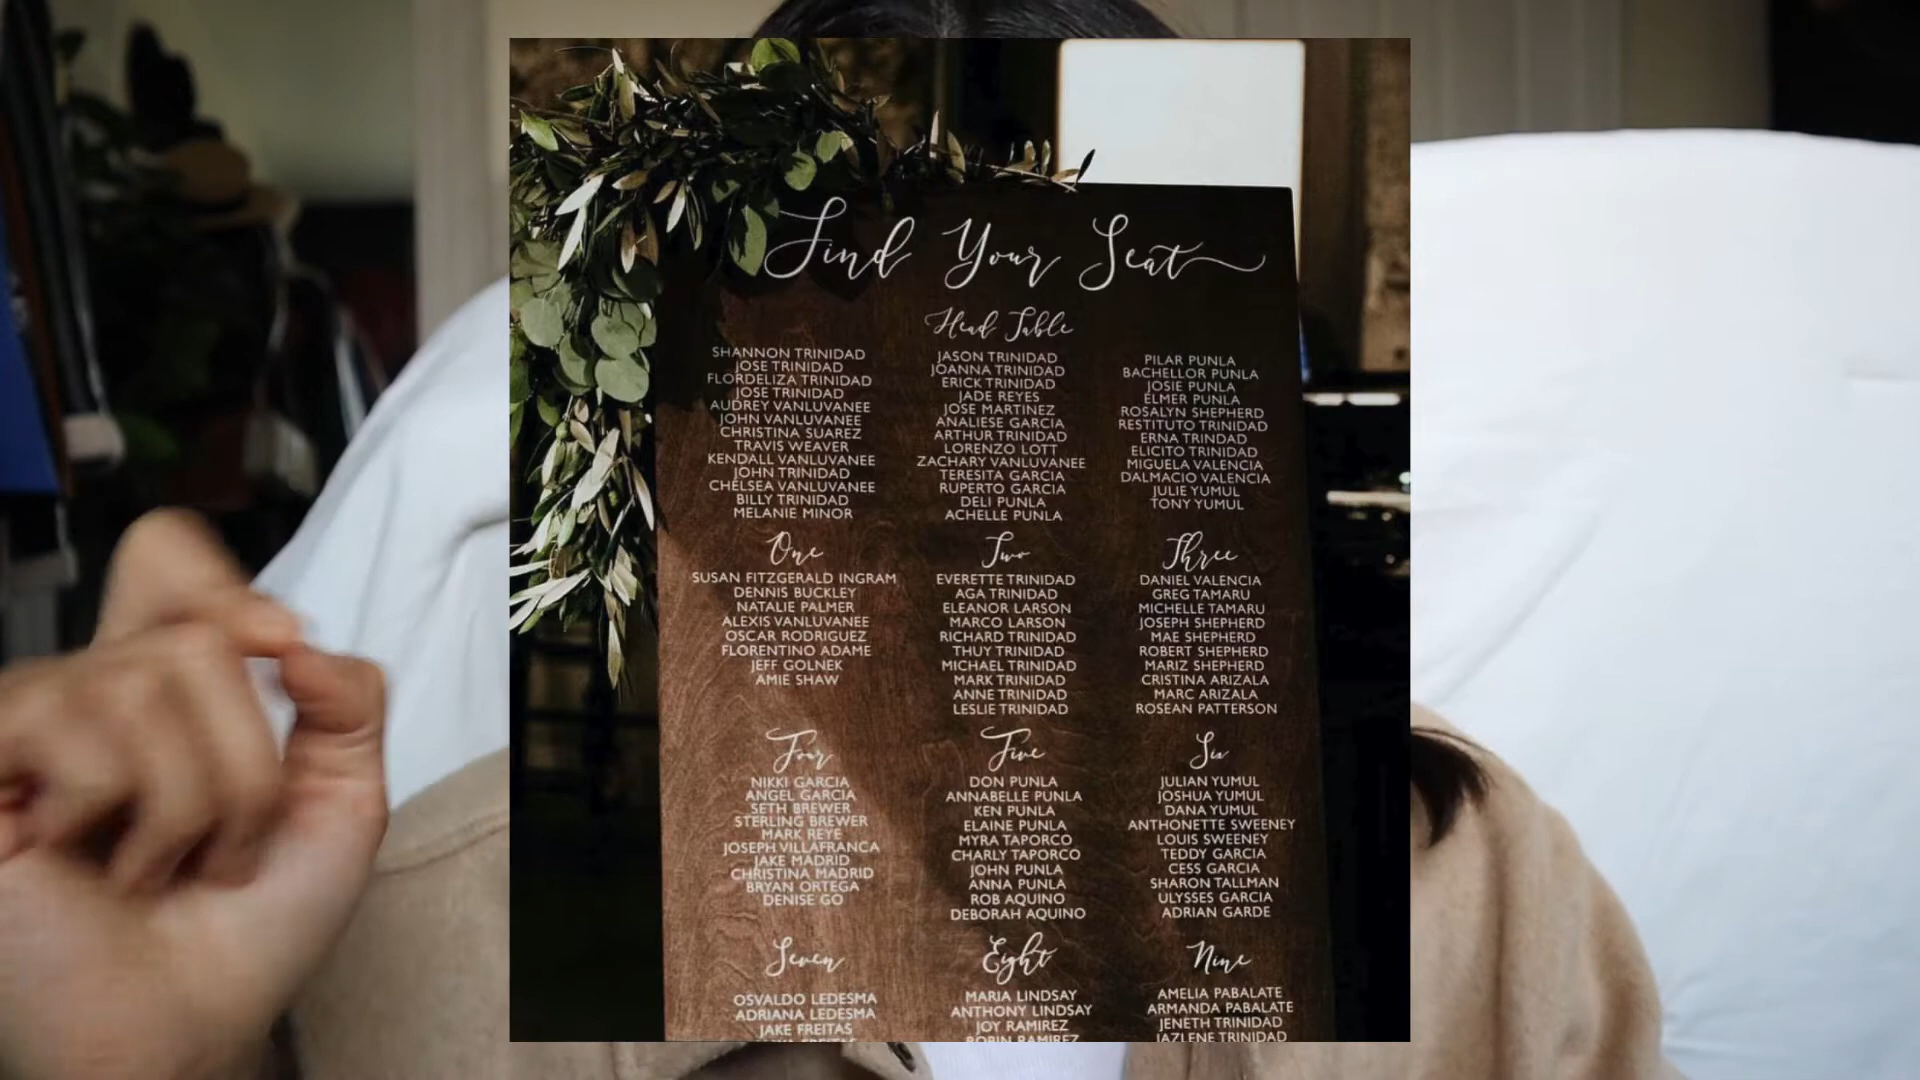 Find Your Seat
Head Table
SHANNON TRINIDAD
JOSE TRINIDAD
FLORDELIZA TRINIDAD
JOSE TRINIDAD
AUDREY VANLUVANEE
JOHN VANLUVANEE
CHRISTINA SUAREZ
TRAVIS WEAVER
KENDALL VANLUVANEE
JOHN TRINIDAD
CHELSEA VANLUVANEE
BILLY TRINIDAD
MELANIE MINOR
JASON TRINIDAD
JOANNA TRINIDAD
ERICK TRINIDAD
JADE REYES
JOSE MARTINEZ
ANALIESE GARCIA
ARTHUR TRINIDAD
LORENZO LOTT
ZACHARY VANLUVANEE
TERESITA GARCIA
RUPERTO GARCIA
DELI PUNLA
ACHELLE PUNLA
PILAR PUNLA
BACHELLOR PUNLA
JOSIE PUNLA
ELMER PUNLA
ROSALYN SHEPHERD
RESTITUTO TRINIDAD
ERNA TRINDAD
ELICITO TRINIDAD
MIGUELA VALENCIA
DALMACIO VALENCIA
JULIE YUMUL
TONY YUMUL
One
SUSAN FITZGERALD INGRAM
DENNIS BUCKLEY
NATALIE PALMER
ALEXIS VANLUVANEE
OSCAR RODRIGUEZ
FLORENTINO ADAME
JEFF GOLNEK
AMIE SHAW
Two
EVERETTE TRINIDAD
AGA TRINIDAD
ELEANOR LARSON
MARCO LARSON
RICHARD TRINIDAD
THUY TRINIDAD
MICHAEL TRINIDAD
MARK TRINIDAD
ANNE TRINIDAD
LESLIE TRINIDAD
Three
DANIEL VALENCIA
GREG TAMARU
MICHELLE TAMARU
JOSEPH SHEPHERD
MAE SHEPHERD
ROBERT SHEPHERD
MARIZ SHEPHERD
CRISTINA ARIZALA
MARC ARIZALA
ROSEAN PATTERSON
Four
NIKKI GARCIA
ANGEL GARCIA
SETH BREWER
STERLING BREWER
MARK REYE
JOSEPH VILLAFRANCA
JAKE MADRID
CHRISTINA MADRID
BRYAN ORTEGA
DENISE GO
Five
DON PUNLA
ANNABELLE PUNLA
KEN PUNLA
ELAINE PUNLA
MYRA TAPORCO
CHARLY TAPORCO
JOHN PUNLA
ANNA PUNLA
ROB AQUINO
DEBORAH AQUINO
Six
JULIAN YUMUL
JOSHUA YUMUL
DANA YUMUL
ANTHONETTE SWEENEY
LOUIS SWEENEY
TEDDY GARCIA
CESS GARCIA
SHARON TALLMAN
ULYSSES GARCIA
ADRIAN GARDE
Seven
OSVALDO LEDESMA
ADRIANA LEDESMA
JAKE FREITAS
FREITAS
Eight
MARIA LINDSAY
ANTHONY LINDSAY
JOY RAMIREZ
ROBIN RAMIREZ
Nine
AMELIA PABALATE
ARMANDA PABALATE
JENETH TRINIDAD
JAZLENE TRINIDAD